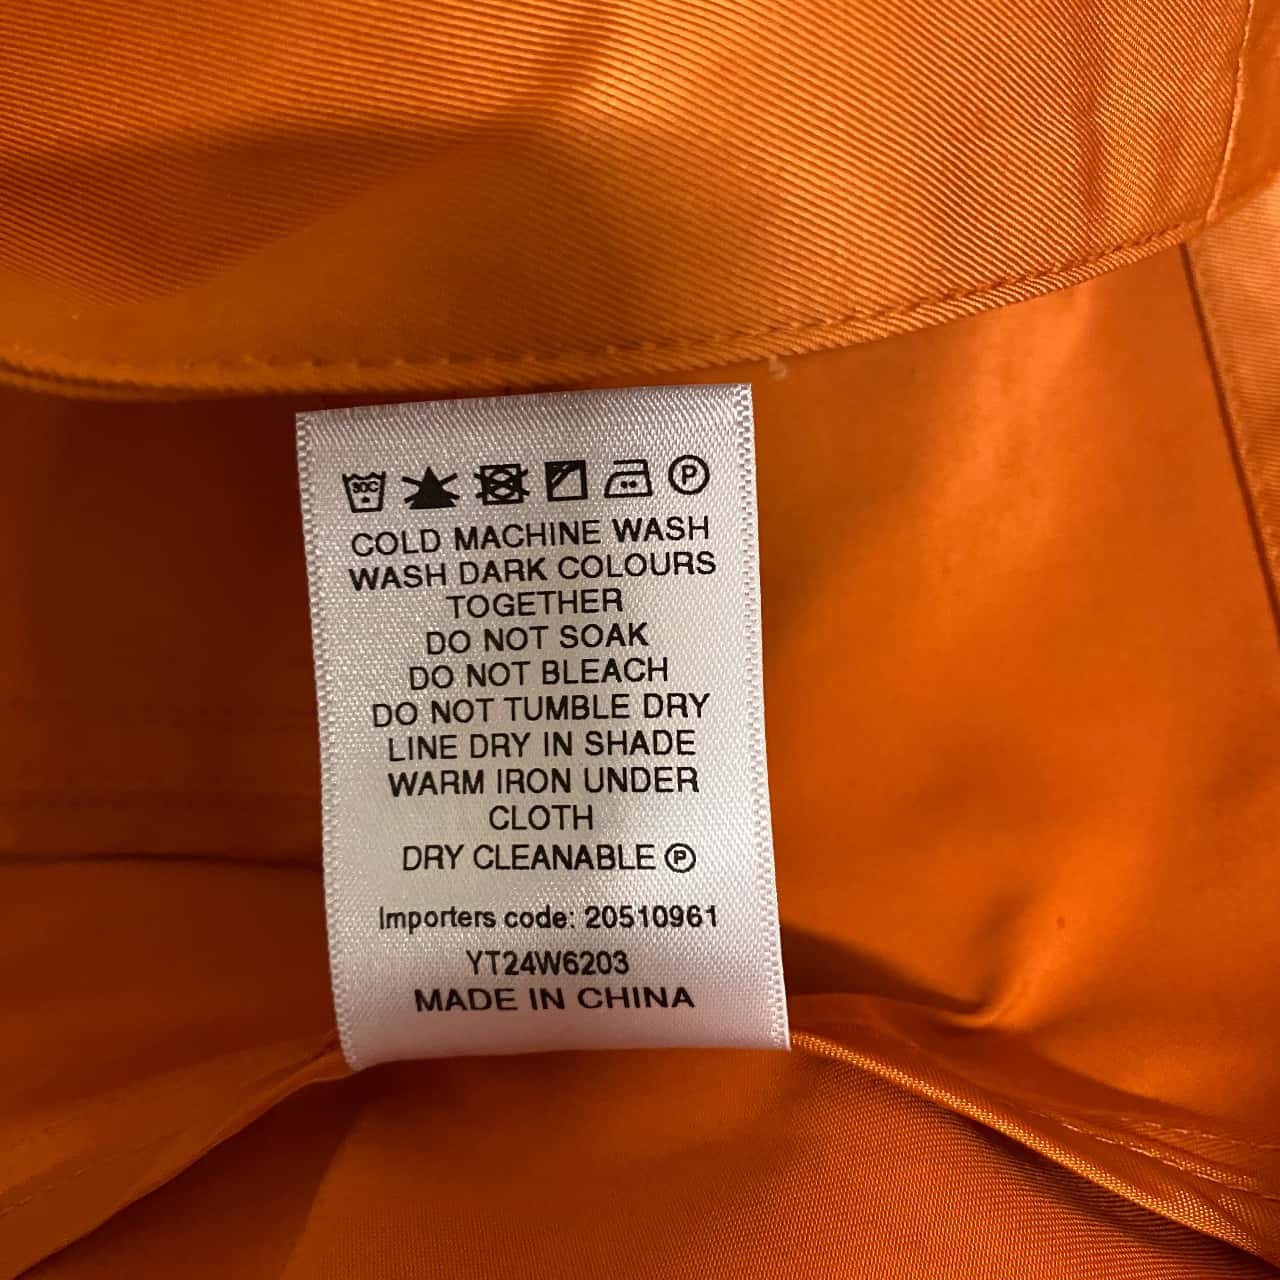 30C P
COLD MACHINE WASH
WASH DARK COLOURS
TOGETHER
DO NOT SOAK
DO NOT BLEACH
DO NOT TUMBLE DRY
LINE DRY IN SHADE
WARM IRON UNDER
CLOTH
DRY CLEANABLE Ⓟ
Importers code: 20510961
YT24W6203
MADE IN CHINA